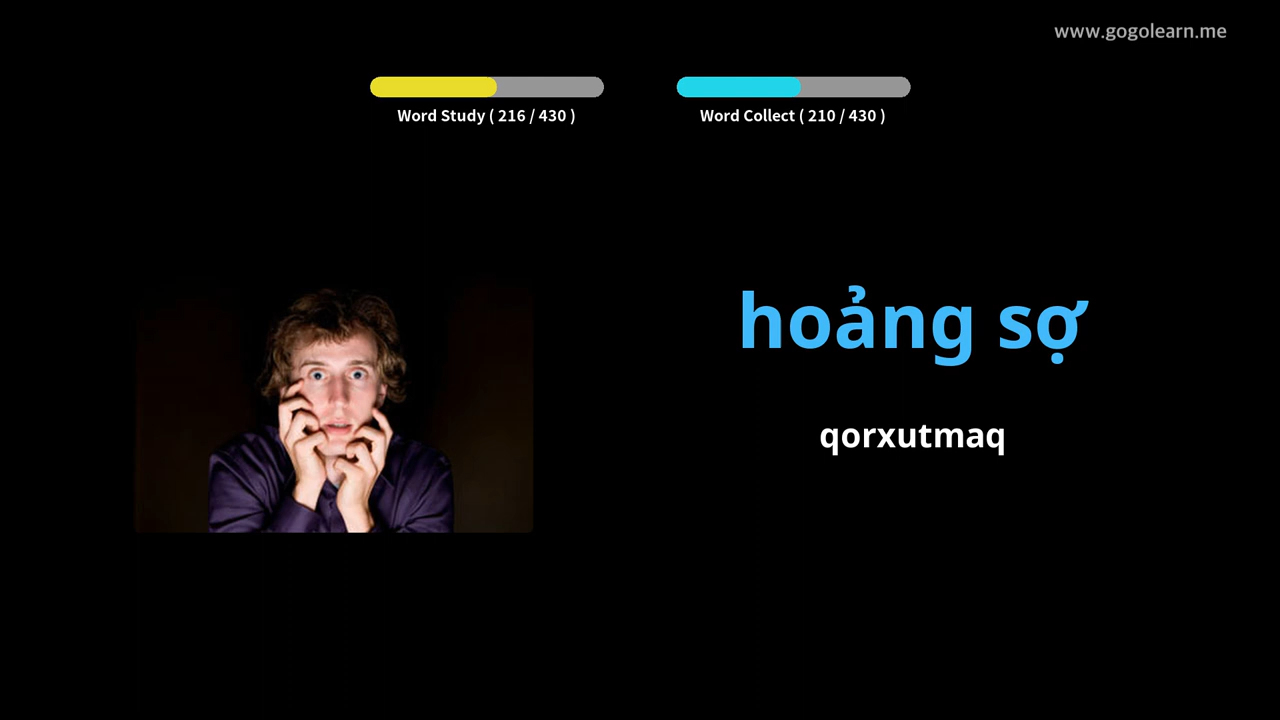 www.gogolearn.me
Word Study ( 216 / 430 )
Word Collect ( 210 / 430 )
hoảng sợ
qorxutmaq